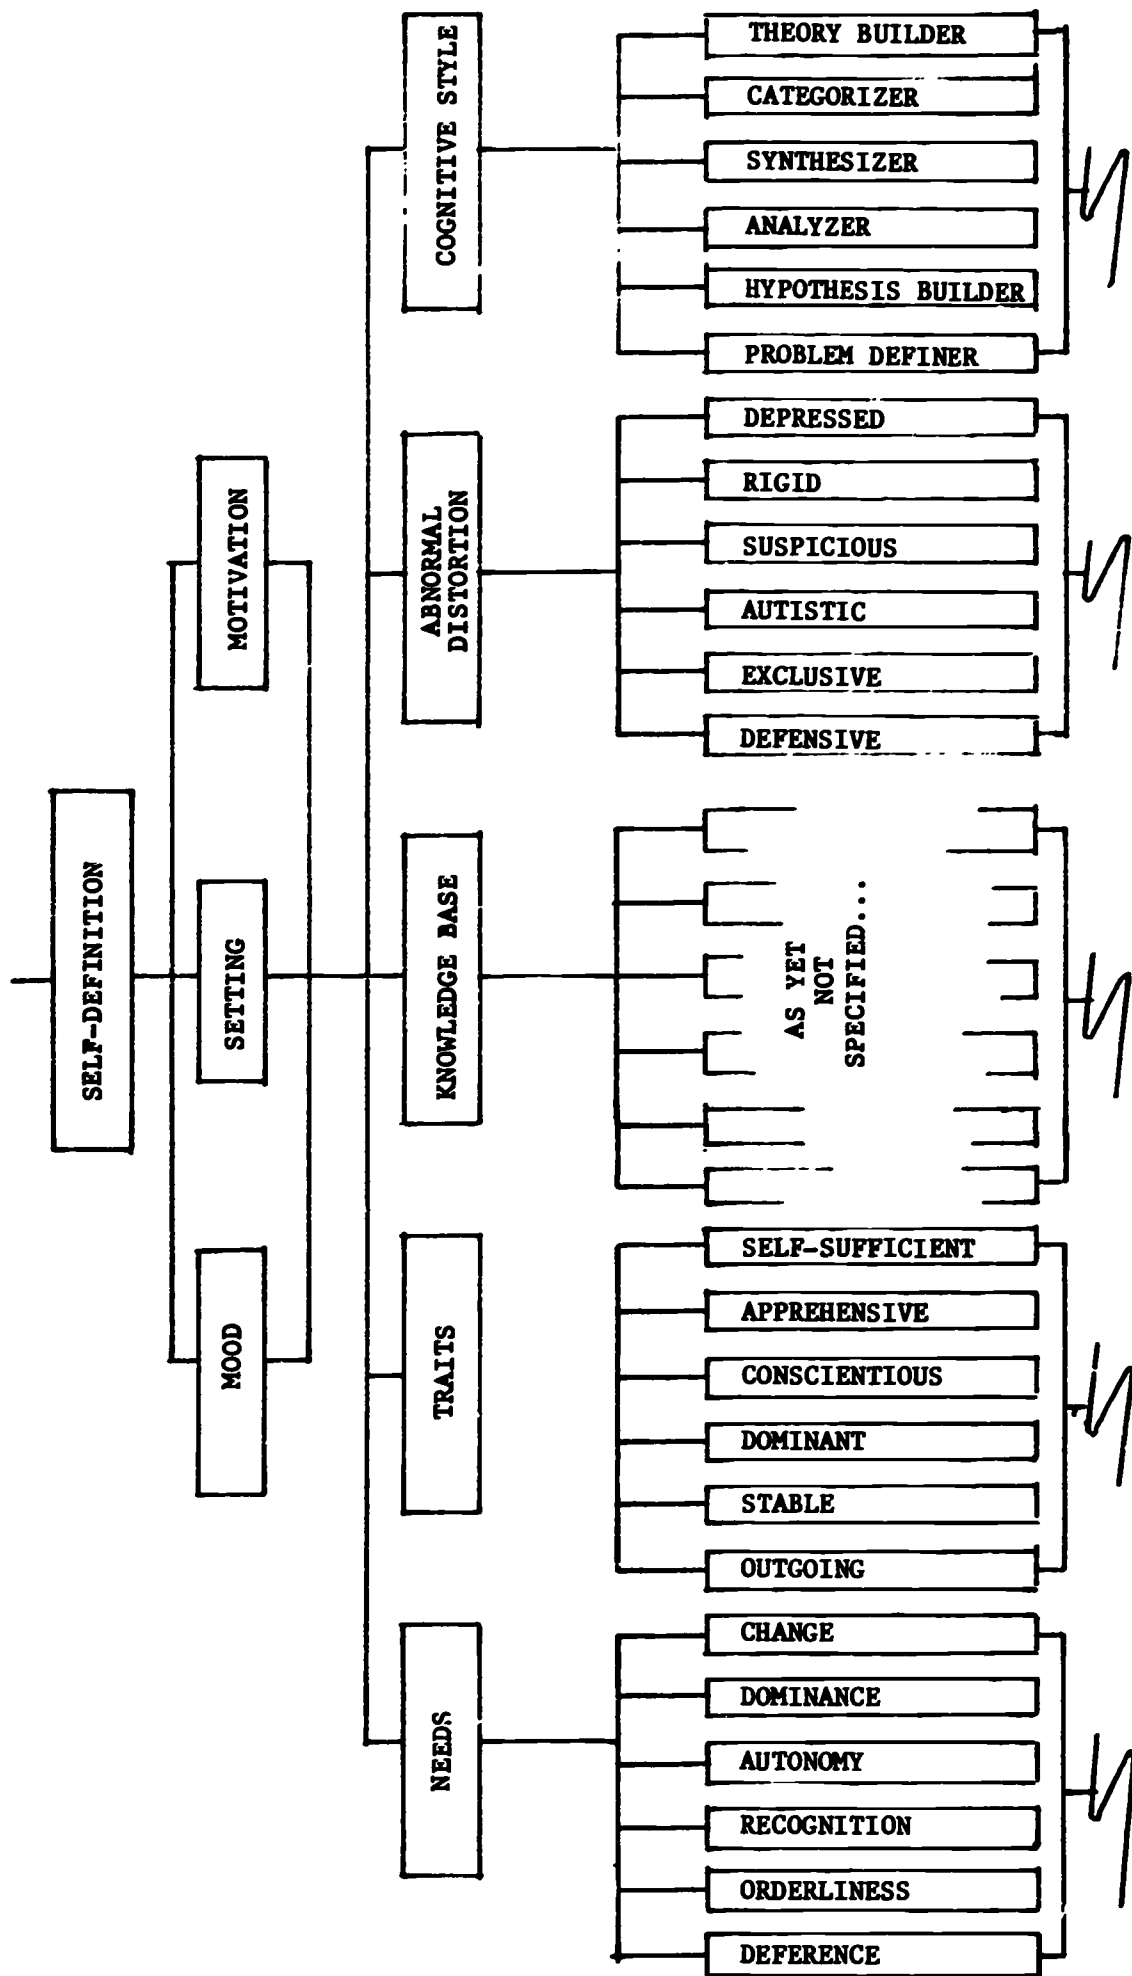 SELF-DEFINITION
MOOD
SETTING
MOTIVATION
NEEDS
TRAITS
KNOWLEDGE BASE
ABNORMAL
DISTORTION
COGNITIVE STYLE
THEORY BUILDER
CATEGORIZER
SYNTHESIZER
ANALYZER
HYPOTHESIS BUILDER
PROBLEM DEFINER
DEPRESSED
RIGID
SUSPICIOUS
AUTISTIC
EXCLUSIVE
DEFENSIVE
AS YET
NOT
SPECIFIED...
SELF-SUFFICIENT
APPREHENSIVE
CONSCIENTIOUS
DOMINANT
STABLE
OUTGOING
CHANGE
DOMINANCE
AUTONOMY
RECOGNITION
ORDERLINESS
DEFERENCE